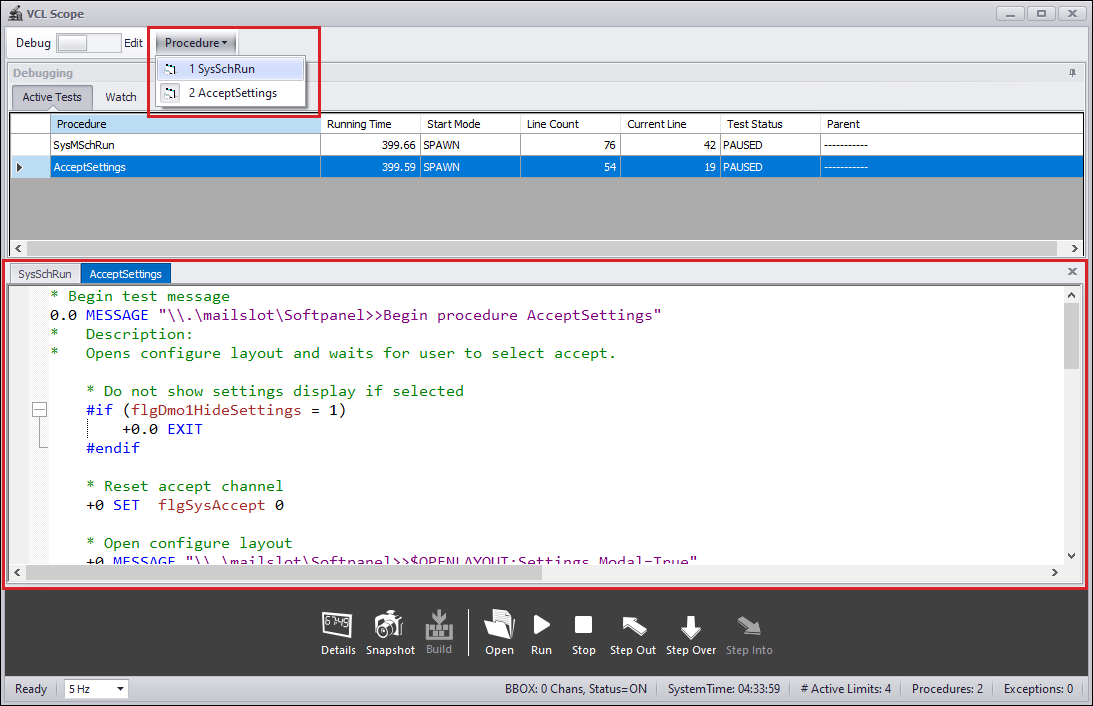 VCL Scope
Debug Edit Procedure
1 SysSchRun
2 AcceptSettings
Debugging
Active Tests Watch
Procedure Running Time Start Mode Line Count Current Line Test Status Parent
SysMSchRun 399.66 SPAWN 76 42 PAUSED -----------
AcceptSettings 399.59 SPAWN 54 19 PAUSED -----------
SysSchRun AcceptSettings
* Begin test message
0.0 MESSAGE "\\.\mailslot\Softpanel>>Begin procedure AcceptSettings"
* Description:
* Opens configure layout and waits for user to select accept.
* Do not show settings display if selected
#if (flgDmo1HideSettings = 1)
+0.0 EXIT
#endif
* Reset accept channel
+0 SET flgSysAccept 0
* Open configure layout
+0 MESSAGE "\\.\mailslot\Softpanel>>$OPENLAYOUT:Settings Modal=True"
67:49
Details Snapshot Build Open Run Stop Step Out Step Over Step Into
Ready 5 Hz BBOX: 0 Chans, Status=ON SystemTime: 04:33:59 # Active Limits: 4 Procedures: 2 Exceptions: 0